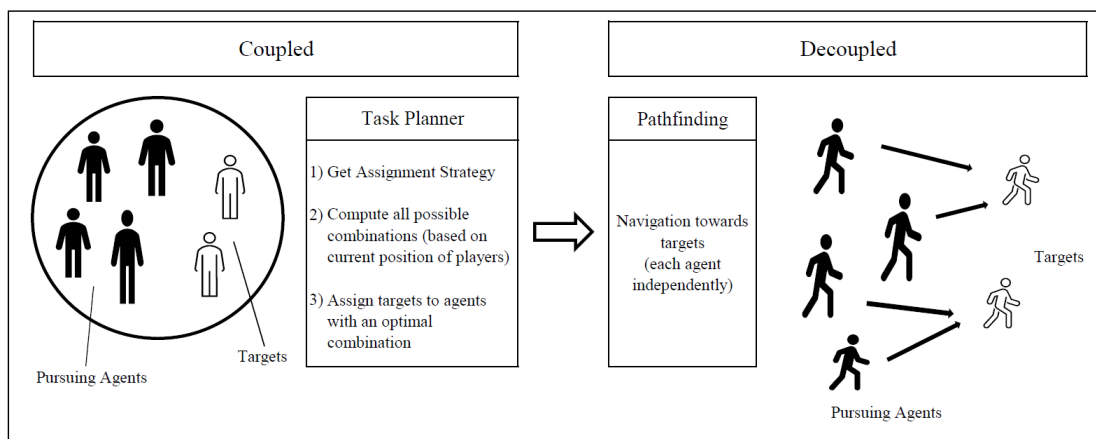 Coupled
Decoupled
Task Planner
1) Get Assignment Strategy
2) Compute all possible
combinations (based on
current position of players)
3) Assign targets to agents
with an optimal
combination
Targets
Pursuing Agents
Pathfinding
Navigation towards
targets
(each agent
independently)
Targets
Pursuing Agents